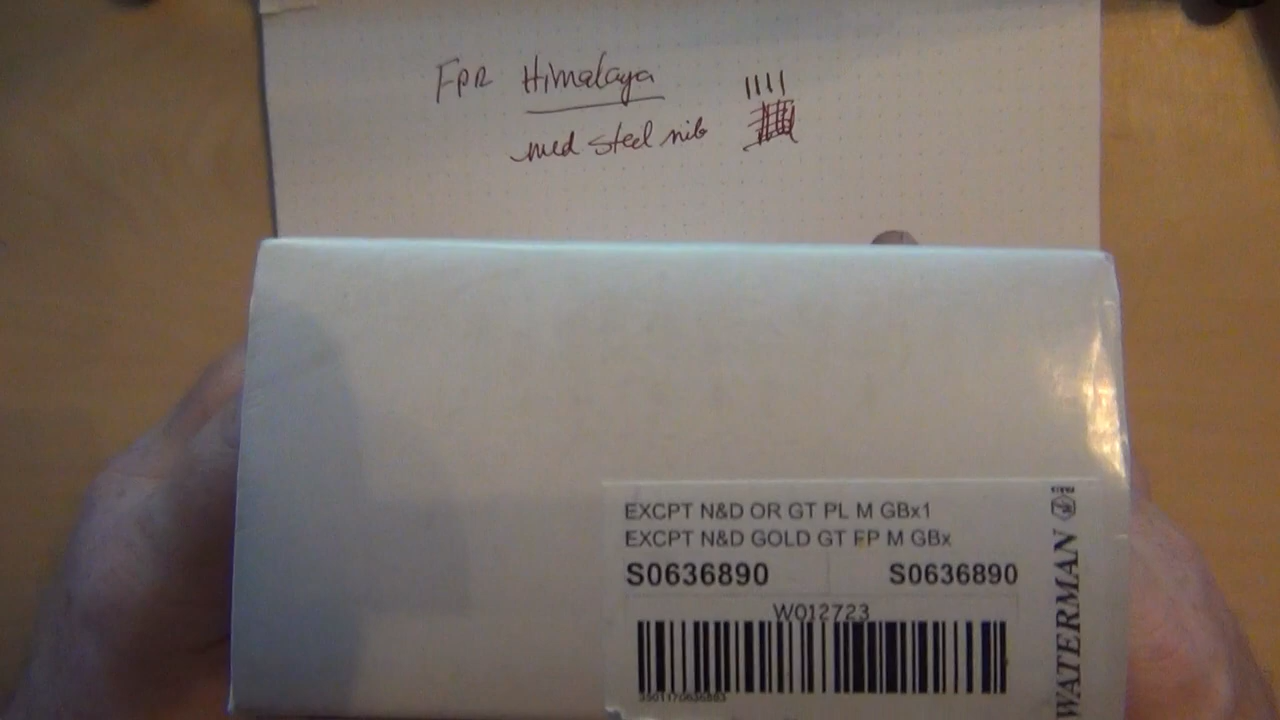 FPR Himalaya
med steel nib
EXCPT N&D OR GT PL M GBx1
EXCPT N&D GOLD GT FP M GBx
S0636890 S0636890
W012723
WATERMAN